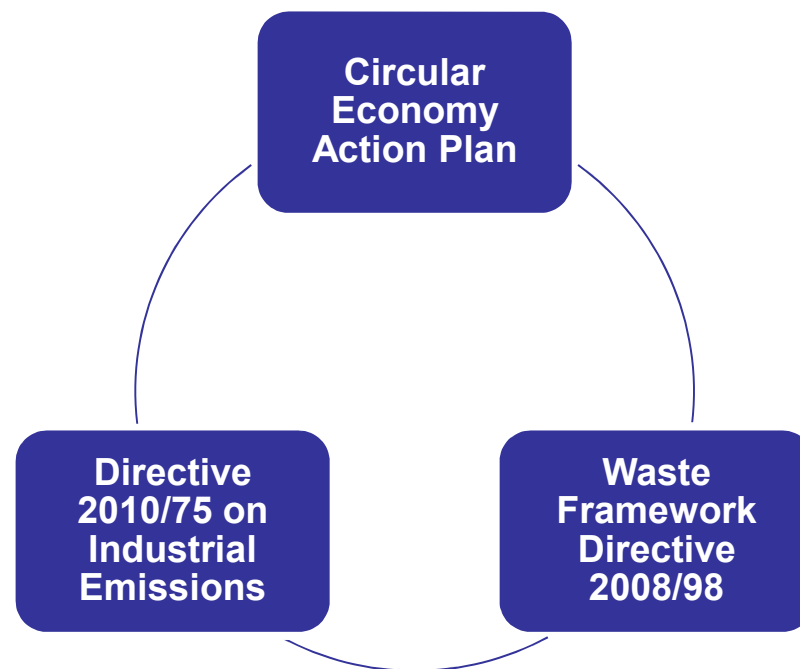 Circular
Economy
Action Plan
Directive
2010/75 on
Industrial
Emissions
Waste
Framework
Directive
2008/98